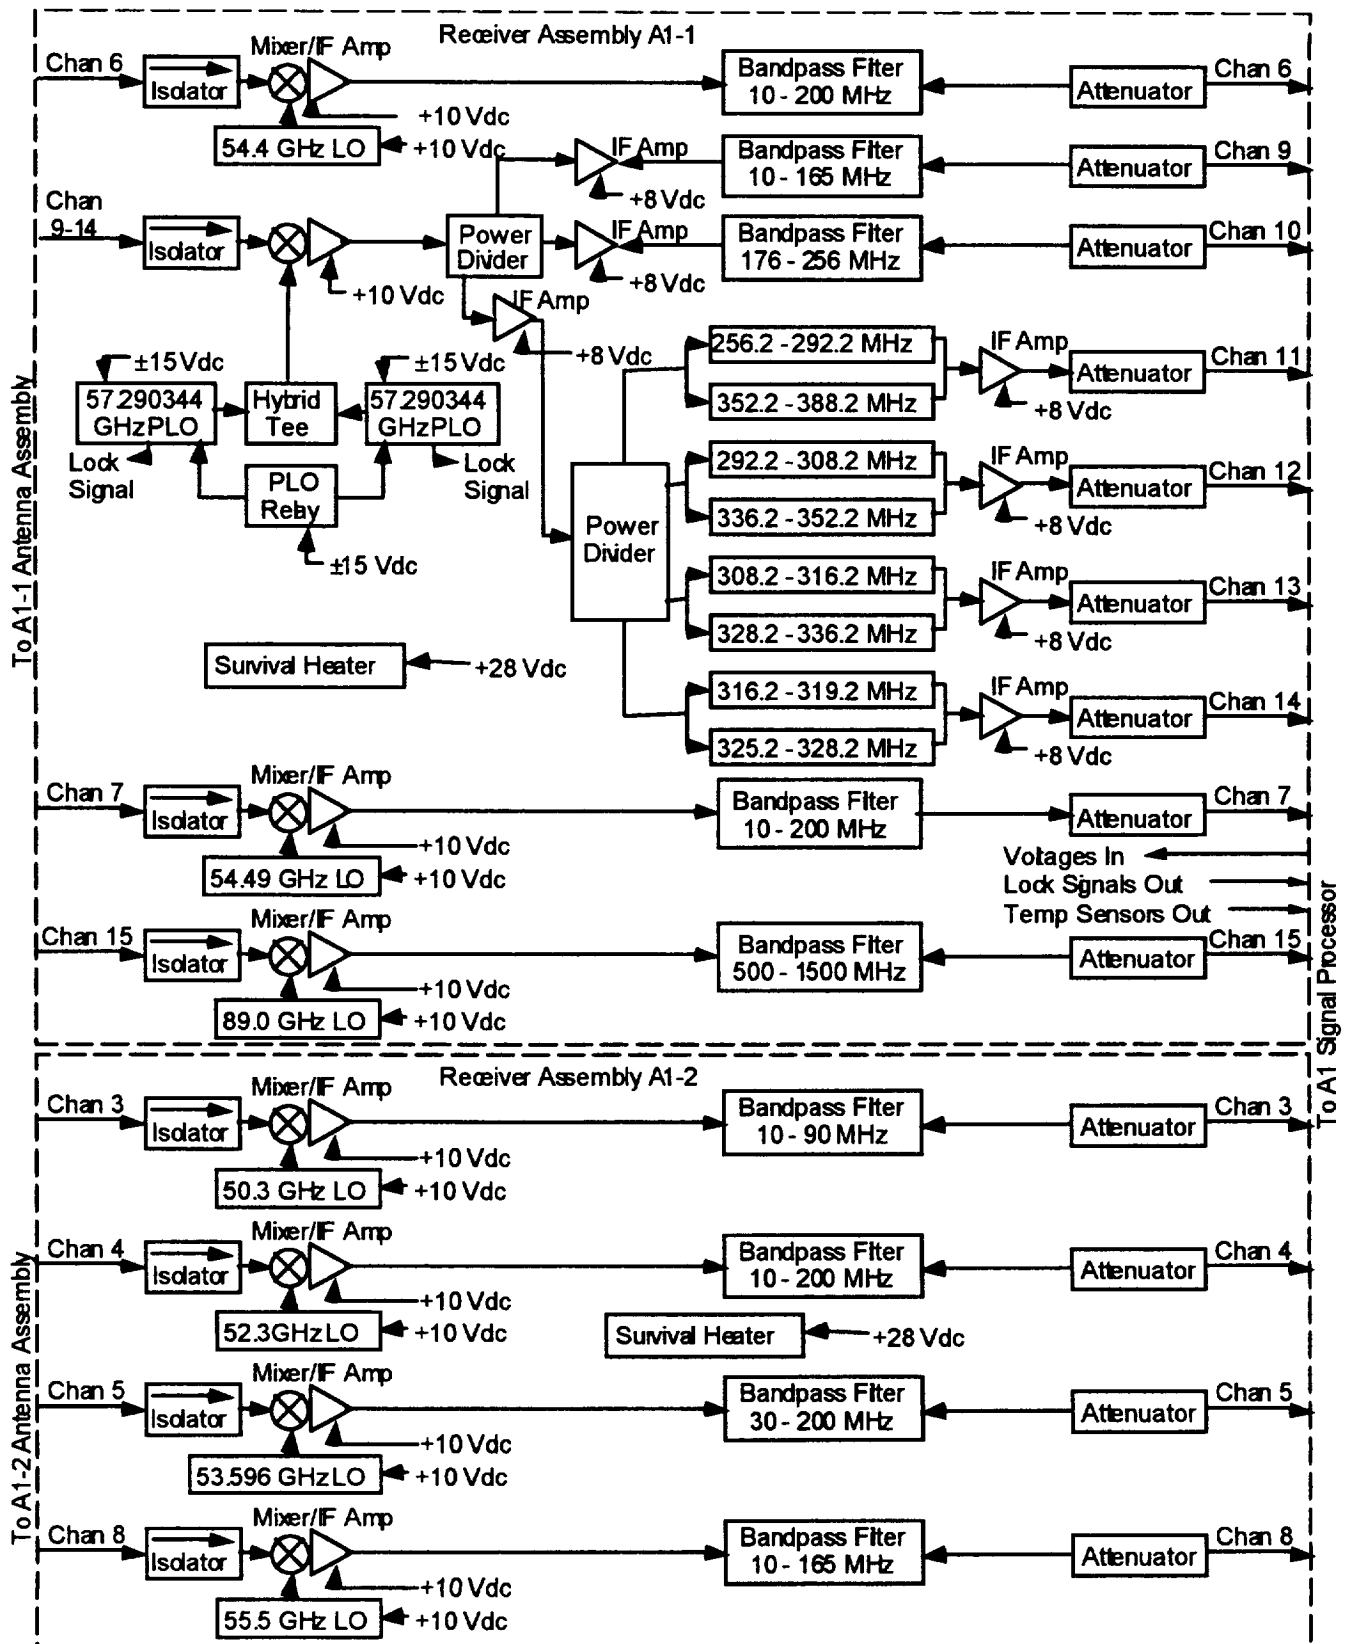 Receiver Assembly A1-1
Mixer/IF Amp
Chan 6
Isolator
Bandpass Filter
10 - 200 MHz
Attenuator
Chan 6
+10 Vdc
54.4 GHz LO
+10 Vdc
IF Amp
Bandpass Filter
10 - 165 MHz
Attenuator
Chan 9
+8 Vdc
Chan
9-14
Isolator
+10 Vdc
Power
Divider
IF Amp
+8 Vdc
Bandpass Filter
176 - 256 MHz
Attenuator
Chan 10
IF Amp
+8 Vdc
256.2 - 292.2 MHz
352.2 - 388.2 MHz
IF Amp
+8 Vdc
Attenuator
Chan 11
±15 Vdc
57.290344
GHz PLO
Hybrid
Tee
±15 Vdc
57.290344
GHz PLO
Lock
Signal
PLO
Relay
Lock
Signal
±15 Vdc
Power
Divider
292.2 - 308.2 MHz
336.2 - 352.2 MHz
IF Amp
+8 Vdc
Attenuator
Chan 12
308.2 - 316.2 MHz
328.2 - 336.2 MHz
IF Amp
+8 Vdc
Attenuator
Chan 13
Survival Heater
+28 Vdc
316.2 - 319.2 MHz
325.2 - 328.2 MHz
IF Amp
+8 Vdc
Attenuator
Chan 14
To A1-1 Antenna Assembly
Mixer/IF Amp
Chan 7
Isolator
Bandpass Filter
10 - 200 MHz
Attenuator
Chan 7
+10 Vdc
54.49 GHz LO
+10 Vdc
Voltages In
Lock Signals Out
Temp Sensors Out
Mixer/IF Amp
Chan 15
Isolator
Bandpass Filter
500 - 1500 MHz
Attenuator
Chan 15
+10 Vdc
89.0 GHz LO
+10 Vdc
To A1 Signal Processor
Receiver Assembly A1-2
Mixer/IF Amp
Chan 3
Isolator
Bandpass Filter
10 - 90 MHz
Attenuator
Chan 3
+10 Vdc
50.3 GHz LO
+10 Vdc
Mixer/IF Amp
Chan 4
Isolator
Bandpass Filter
10 - 200 MHz
Attenuator
Chan 4
+10 Vdc
52.3GHz LO
+10 Vdc
Survival Heater
+28 Vdc
Mixer/IF Amp
Chan 5
Isolator
Bandpass Filter
30 - 200 MHz
Attenuator
Chan 5
+10 Vdc
53.596 GHz LO
+10 Vdc
To A1-2 Antenna Assembly
Mixer/IF Amp
Chan 8
Isolator
Bandpass Filter
10 - 165 MHz
Attenuator
Chan 8
+10 Vdc
55.5 GHz LO
+10 Vdc